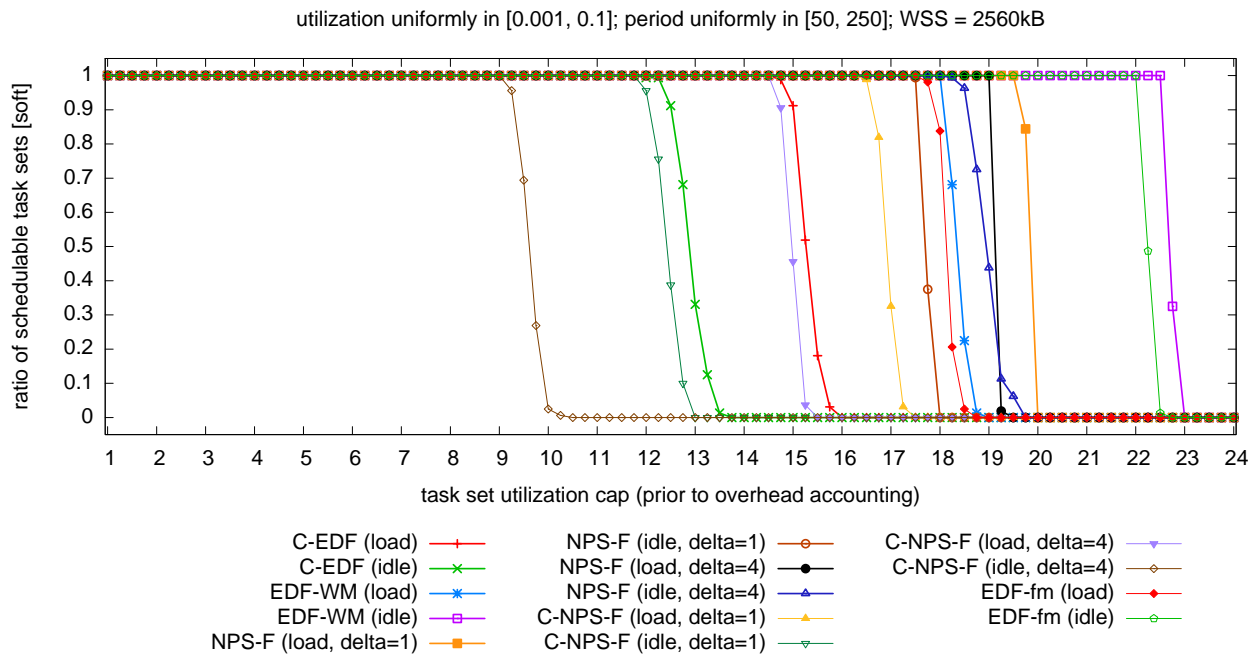 utilization uniformly in [0.001, 0.1]; period uniformly in [50, 250]; WSS = 2560kB
ratio of schedulable task sets [soft]
1
0.9
0.8
0.7
0.6
0.5
0.4
0.3
0.2
0.1
0
1 2 3 4 5 6 7 8 9 10 11 12 13 14 15 16 17 18 19 20 21 22 23 24
task set utilization cap (prior to overhead accounting)
C-EDF (load)
C-EDF (idle)
EDF-WM (load)
EDF-WM (idle)
NPS-F (load, delta=1)
NPS-F (idle, delta=1)
NPS-F (load, delta=4)
NPS-F (idle, delta=4)
C-NPS-F (load, delta=1)
C-NPS-F (idle, delta=1)
C-NPS-F (load, delta=4)
C-NPS-F (idle, delta=4)
EDF-fm (load)
EDF-fm (idle)